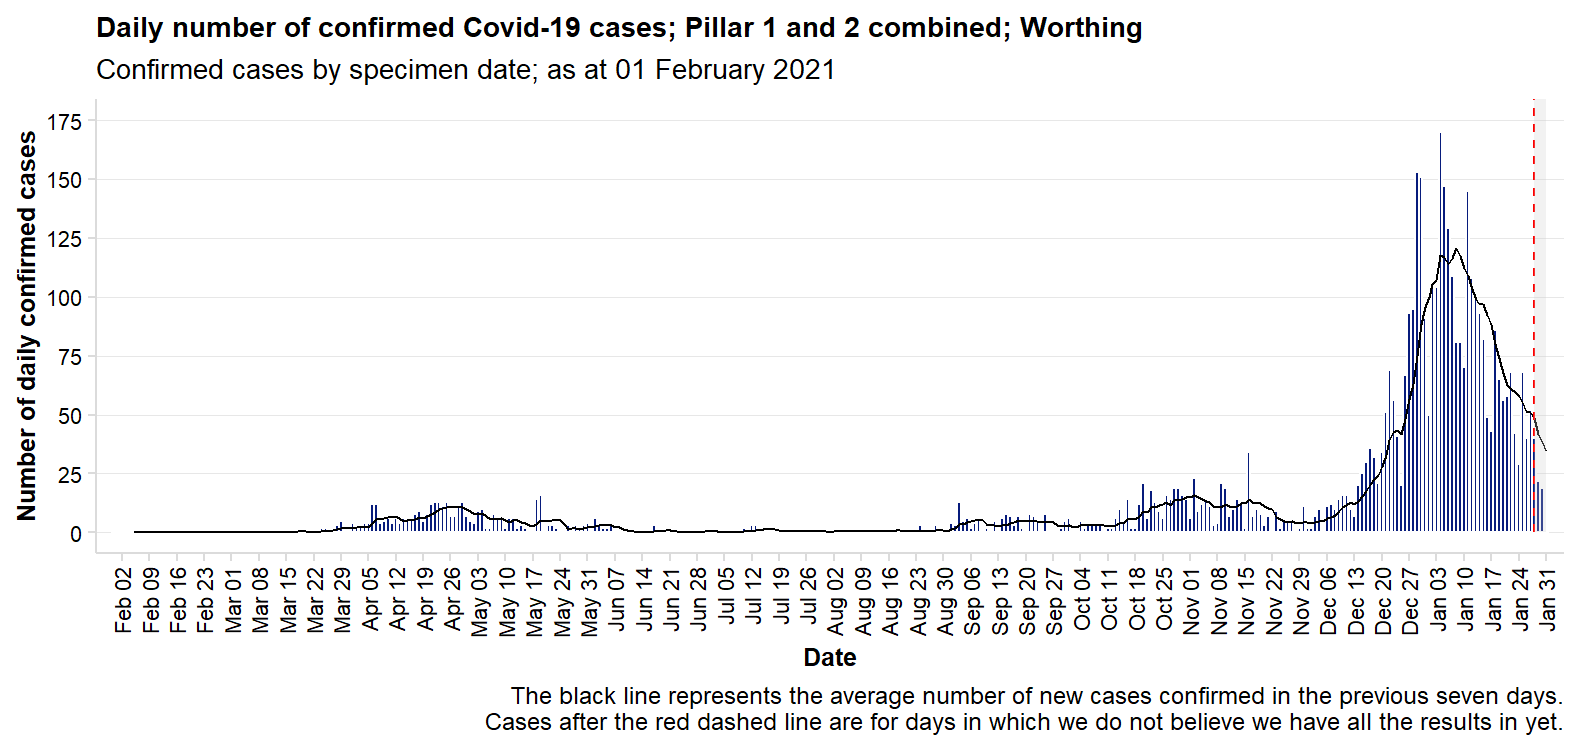 Daily number of confirmed Covid-19 cases; Pillar 1 and 2 combined; Worthing
Confirmed cases by specimen date; as at 01 February 2021
Number of daily confirmed cases
175
150
125
100
75
50
25
0
Feb 02
Feb 09
Feb 16
Feb 23
Mar 01
Mar 08
Mar 15
Mar 22
Mar 29
Apr 05
Apr 12
Apr 19
Apr 26
May 03
May 10
May 17
May 24
May 31
Jun 07
Jun 14
Jun 21
Jun 28
Jul 05
Jul 12
Jul 19
Jul 26
Aug 02
Aug 09
Aug 16
Aug 23
Aug 30
Sep 06
Sep 13
Sep 20
Sep 27
Oct 04
Oct 11
Oct 18
Oct 25
Nov 01
Nov 08
Nov 15
Nov 22
Nov 29
Dec 06
Dec 13
Dec 20
Dec 27
Jan 03
Jan 10
Jan 17
Jan 24
Jan 31
Date
The black line represents the average number of new cases confirmed in the previous seven days.
Cases after the red dashed line are for days in which we do not believe we have all the results in yet.